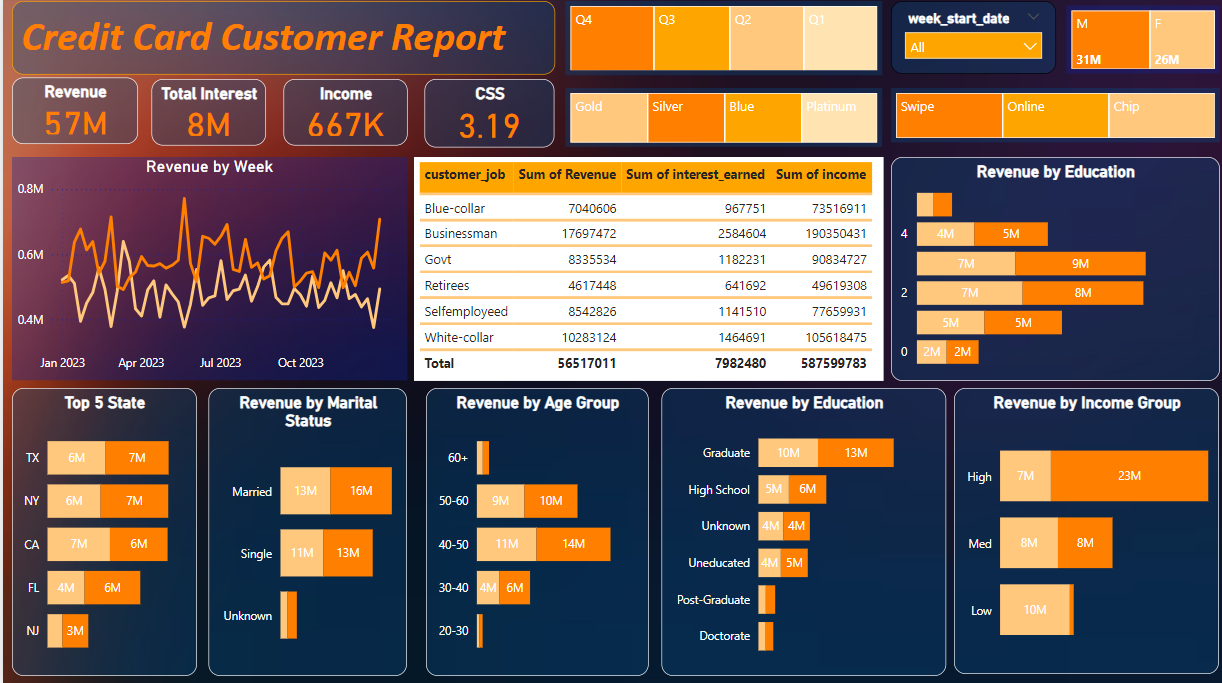 Credit Card Customer Report
Q4 Q3 Q2 Q1
week_start_date
All
M F
31M 26M
Revenue
57M
Total Interest
8M
Income
667K
CSS
3.19
Gold Silver Blue Platinum
Swipe Online Chip
Revenue by Week
0.8M
0.6M
0.4M
Jan 2023 Apr 2023 Jul 2023 Oct 2023
customer_job Sum of Revenue Sum of interest_earned Sum of income
Blue-collar 7040606 967751 73516911
Businessman 17697472 2584604 190350431
Govt 8335534 1182231 90834727
Retirees 4617448 641692 49619308
Selfemployeed 8542826 1141510 77659931
White-collar 10283124 1464691 105618475
Total 56517011 7982480 587599783
Revenue by Education
4 4M 5M
7M 9M
2 7M 8M
5M 5M
0 2M 2M
Top 5 State
TX 6M 7M
NY 6M 7M
CA 7M 6M
FL 4M 6M
NJ 3M
Revenue by Marital
Status
Married 13M 16M
Single 11M 13M
Unknown
Revenue by Age Group
60+
50-60 9M 10M
40-50 11M 14M
30-40 4M 6M
20-30
Revenue by Education
Graduate 10M 13M
High School 5M 6M
Unknown 4M 4M
Uneducated 4M 5M
Post-Graduate
Doctorate
Revenue by Income Group
High 7M 23M
Med 8M 8M
Low 10M